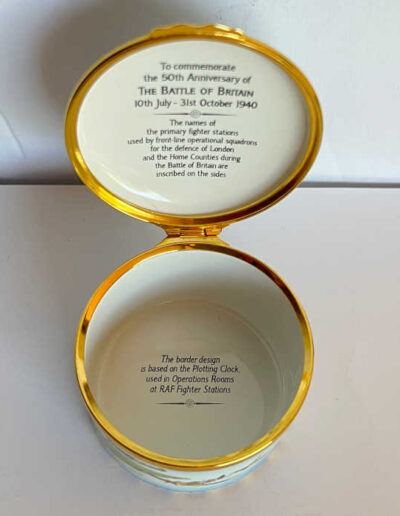 To commemorate
the 50th Anniversary of
THE BATTLE OF BRITAIN
10th July - 31st October 1940
The names of
the primary fighter stations
used by front-line operational squadrons
for the defence of London
and the Home Counties during
the Battle of Britain are
inscribed on the sides
The border design
is based on the Plotting Clock,
used in Operations Rooms
at RAF Fighter Stations